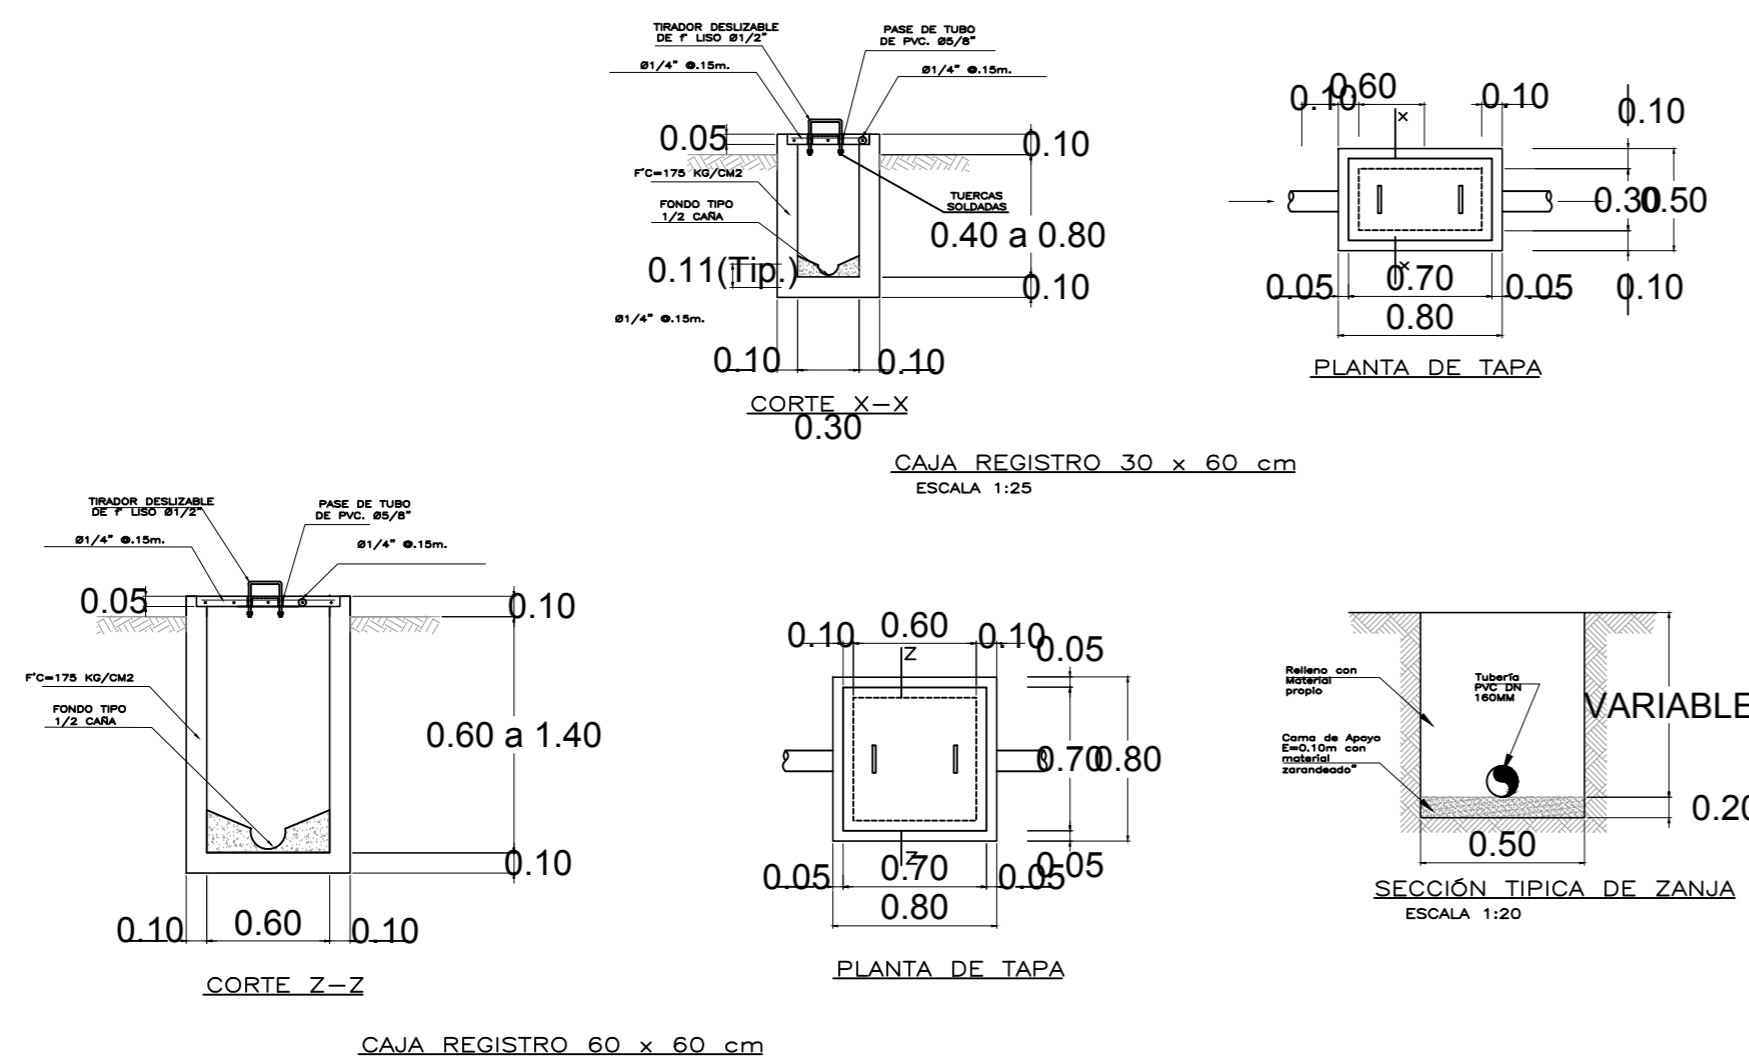 TIRADOR DESLIZABLE
DE f' LISO Ø1/2"
PASE DE TUBO
DE PVC. Ø5/8"
Ø1/4" @.15m.
Ø1/4" @.15m.
0.05
0.10
F'C=175 KG/CM2
FONDO TIPO
1/2 CAÑA
TUERCAS
SOLDADAS
0.40 a 0.80
0.11(Tip.)
0.10
Ø1/4" @.15m.
0.10
0.10
CORTE X-X
0.30
0.10
0.60
0.10
0.10
x
0.30
0.50
x
0.05
0.70
0.05
0.10
0.80
PLANTA DE TAPA
CAJA REGISTRO 30 x 60 cm
ESCALA 1:25
TIRADOR DESLIZABLE
DE f' LISO Ø1/2"
PASE DE TUBO
DE PVC. Ø5/8"
Ø1/4" @.15m.
Ø1/4" @.15m.
0.05
0.10
F'C=175 KG/CM2
FONDO TIPO
1/2 CAÑA
0.60 a 1.40
0.10
0.10
0.60
0.10
CORTE Z-Z
0.10
0.60
0.10
0.05
z
0.70
0.80
z
0.05
0.70
0.05
0.05
0.80
PLANTA DE TAPA
CAJA REGISTRO 60 x 60 cm
Relleno con
Material
propio
Tubería
PVC DN
160MM
VARIABLE
Cama de Apoyo
E=0.10m con
material
zarandeado"
0.20
0.50
SECCIÓN TIPICA DE ZANJA
ESCALA 1:20